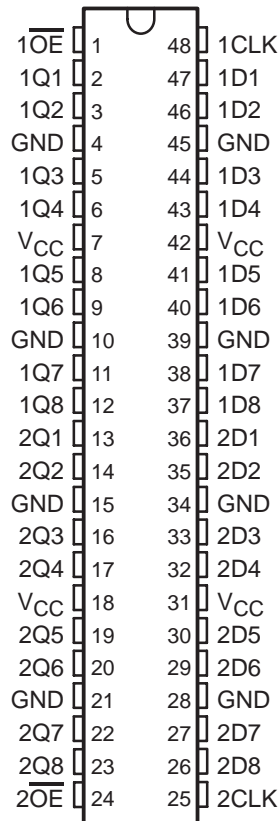 1O̅E̅ 1 48 1CLK
1Q1 2 47 1D1
1Q2 3 46 1D2
GND 4 45 GND
1Q3 5 44 1D3
1Q4 6 43 1D4
VCC 7 42 VCC
1Q5 8 41 1D5
1Q6 9 40 1D6
GND 10 39 GND
1Q7 11 38 1D7
1Q8 12 37 1D8
2Q1 13 36 2D1
2Q2 14 35 2D2
GND 15 34 GND
2Q3 16 33 2D3
2Q4 17 32 2D4
VCC 18 31 VCC
2Q5 19 30 2D5
2Q6 20 29 2D6
GND 21 28 GND
2Q7 22 27 2D7
2Q8 23 26 2D8
2O̅E̅ 24 25 2CLK